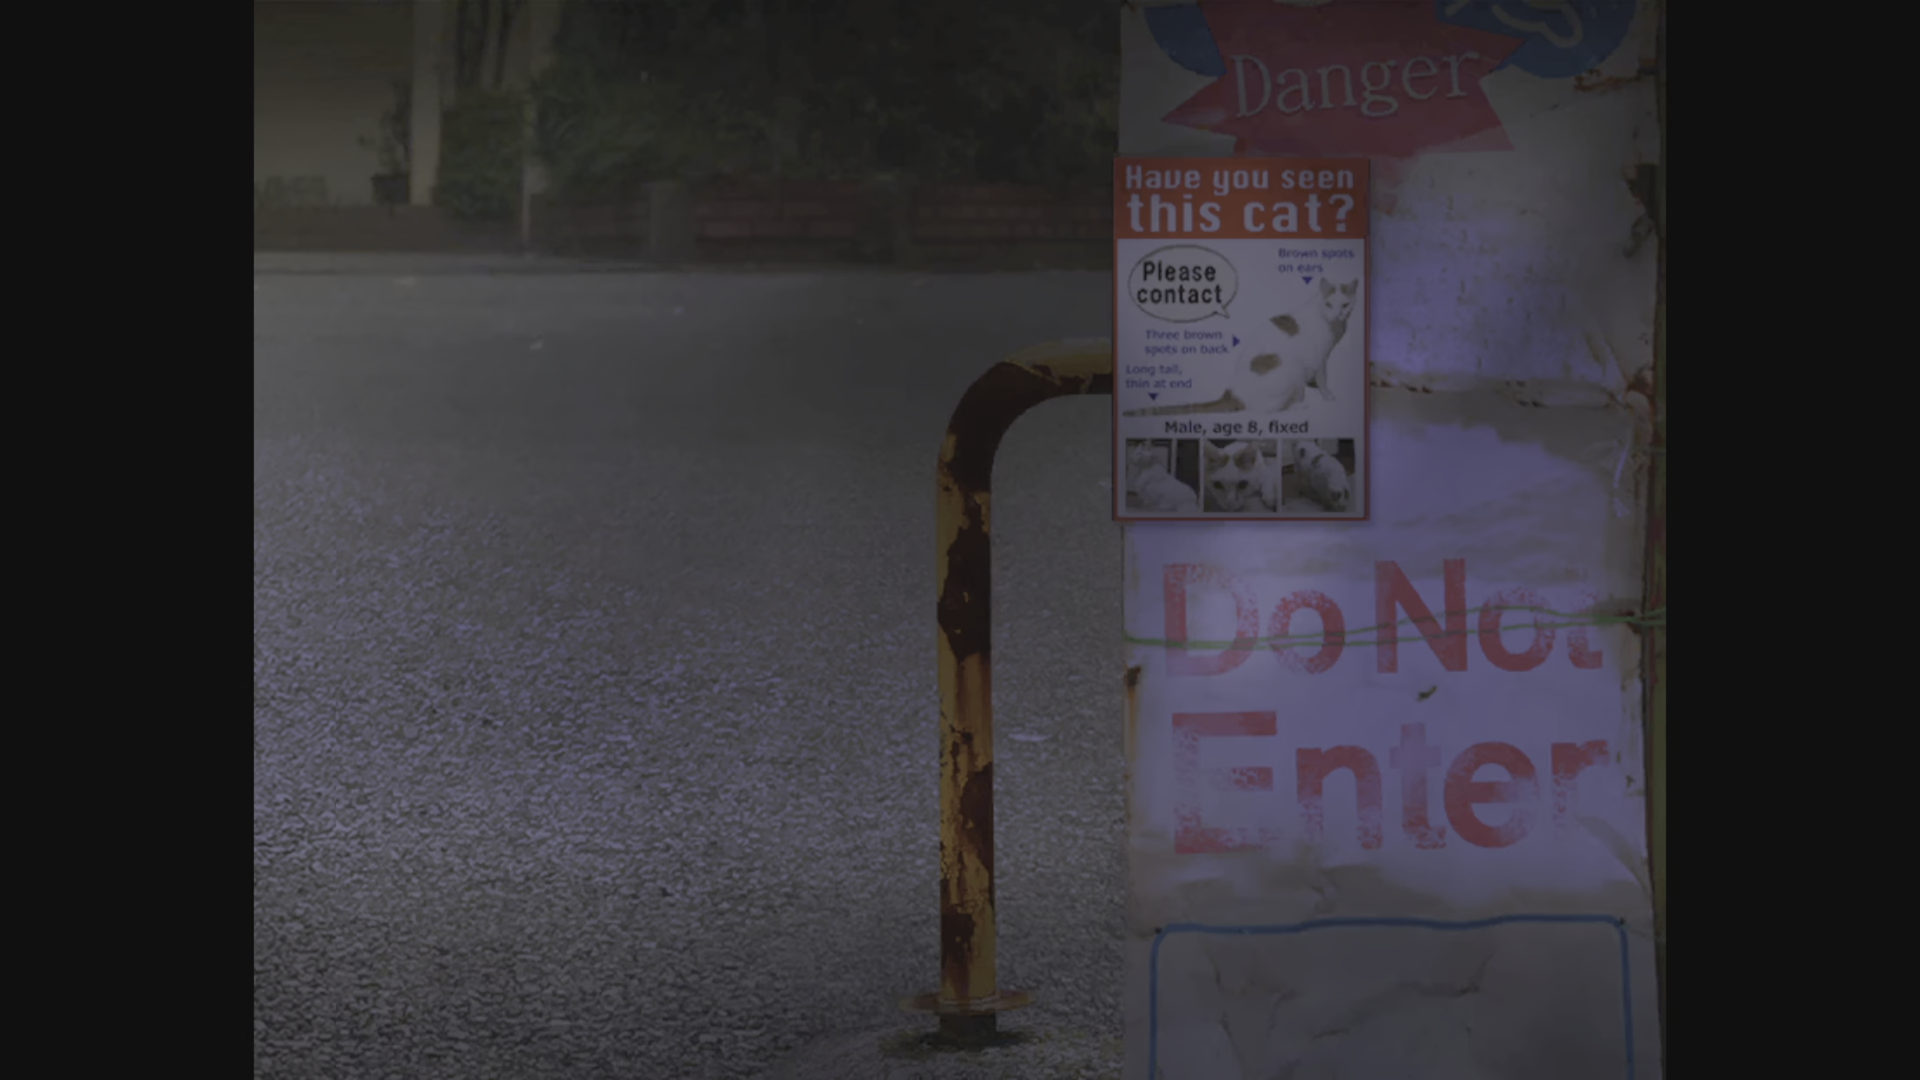 Danger
Have you seen
this cat?
Please
contact
Brown spots
on ears
Three brown
spots on back
Long tail,
thin at end
Male, age 8, fixed
Do Not
Enter